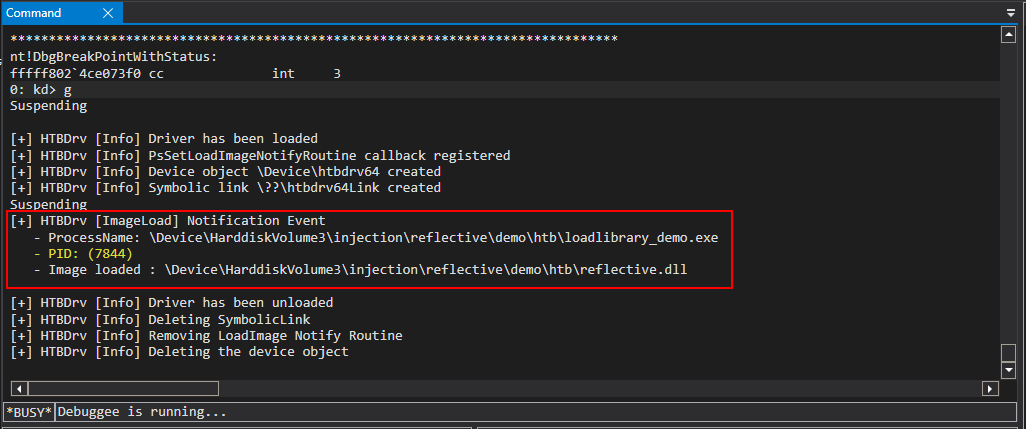 Command
*******************************************************************************
nt!DbgBreakPointWithStatus:
fffff802`4ce073f0 cc              int     3
0: kd> g
Suspending
[+] HTBDrv [Info] Driver has been loaded
[+] HTBDrv [Info] PsSetLoadImageNotifyRoutine callback registered
[+] HTBDrv [Info] Device object \Device\htbdrv64 created
[+] HTBDrv [Info] Symbolic link \??\htbdrv64Link created
Suspending
[+] HTBDrv [ImageLoad] Notification Event
   - ProcessName: \Device\HarddiskVolume3\injection\reflective\demo\htb\loadlibrary_demo.exe
   - PID: (7844)
   - Image loaded : \Device\HarddiskVolume3\injection\reflective\demo\htb\reflective.dll
[+] HTBDrv [Info] Driver has been unloaded
[+] HTBDrv [Info] Deleting SymbolicLink
[+] HTBDrv [Info] Removing LoadImage Notify Routine
[+] HTBDrv [Info] Deleting the device object
*BUSY* Debuggee is running...